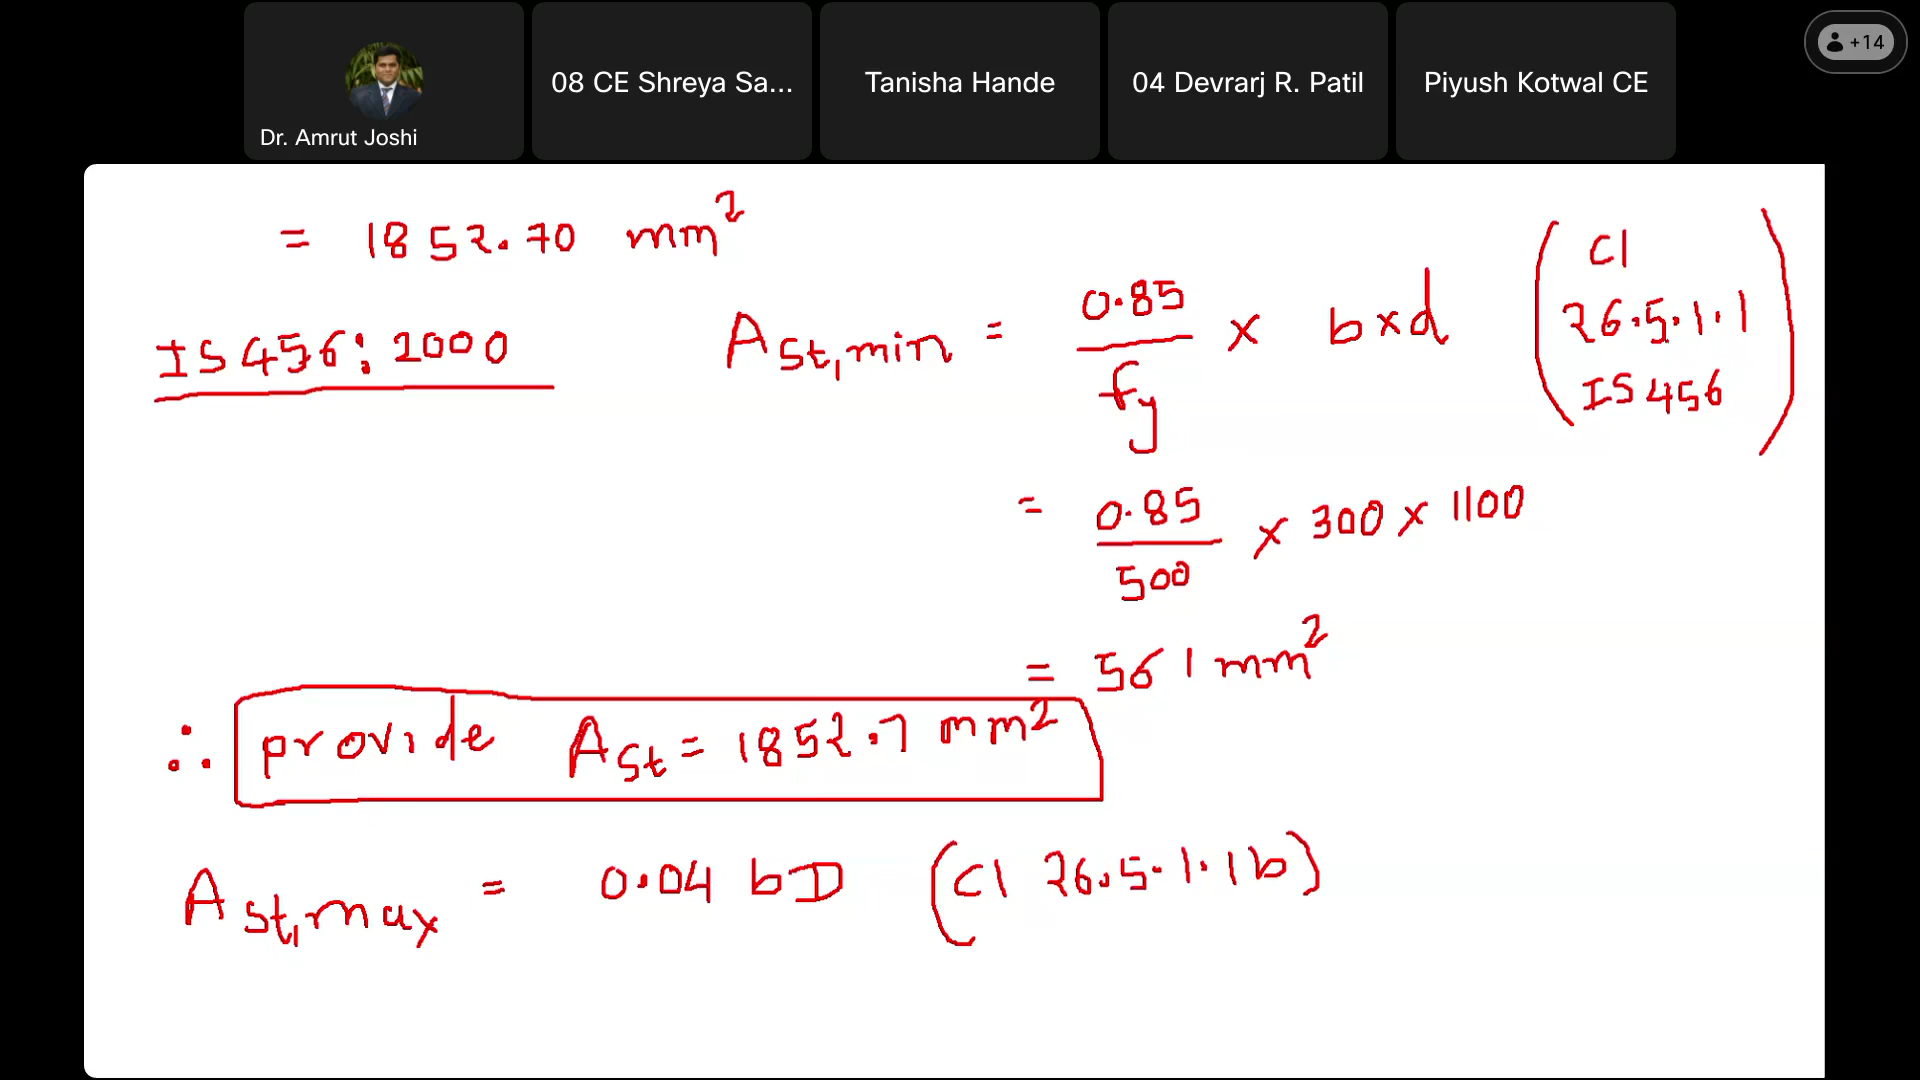 08 CE Shreya Sa...
Tanisha Hande
04 Devrarj R. Patil
Piyush Kotwal CE
+14
Dr. Amrut Joshi
= 1852.70 mm²
IS 456: 2000
Ast,min = 0.85/fy × b×d (Cl 26.5.1.1 IS 456)
= 0.85/500 × 300 × 1100
= 561 mm²
∴ provide Ast = 1852.7 mm²
Ast,max = 0.04 bD (Cl 26.5.1.1b)